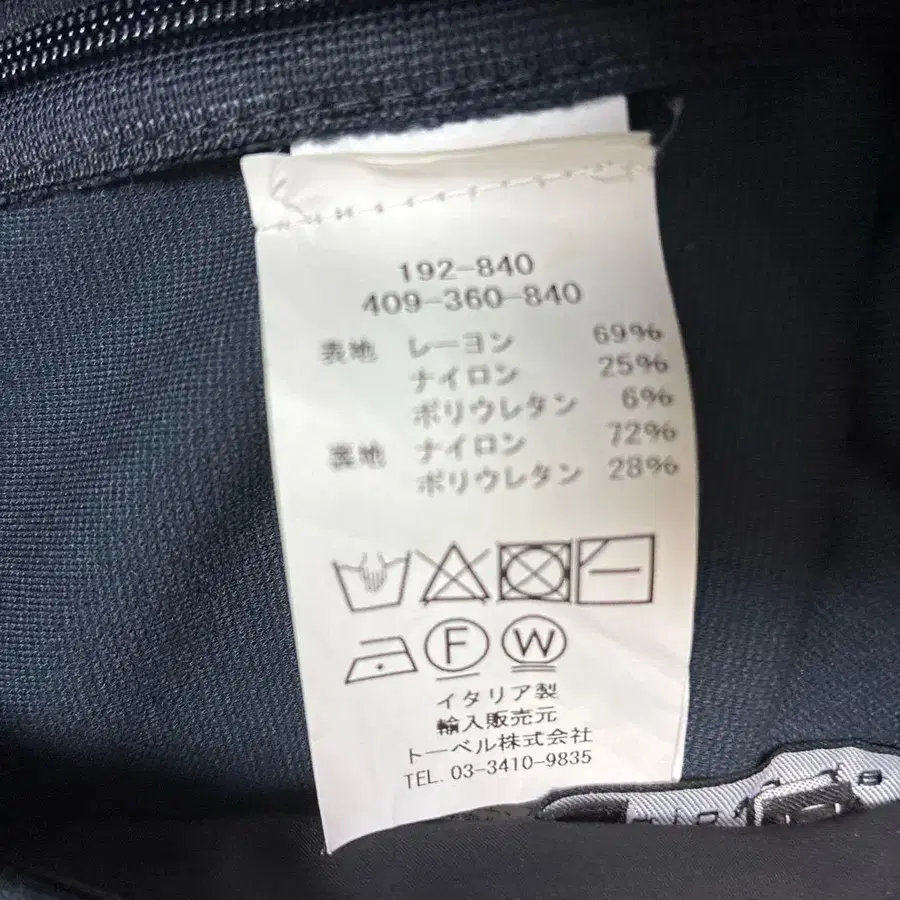 192-840
409-360-840
表地 レーヨン 69%
ナイロン 25%
ポリウレタン 6%
裏地 ナイロン 72%
ポリウレタン 28%
F W
イタリア製
輸入販売元
トーベル株式会社
TEL. 03-3410-9835